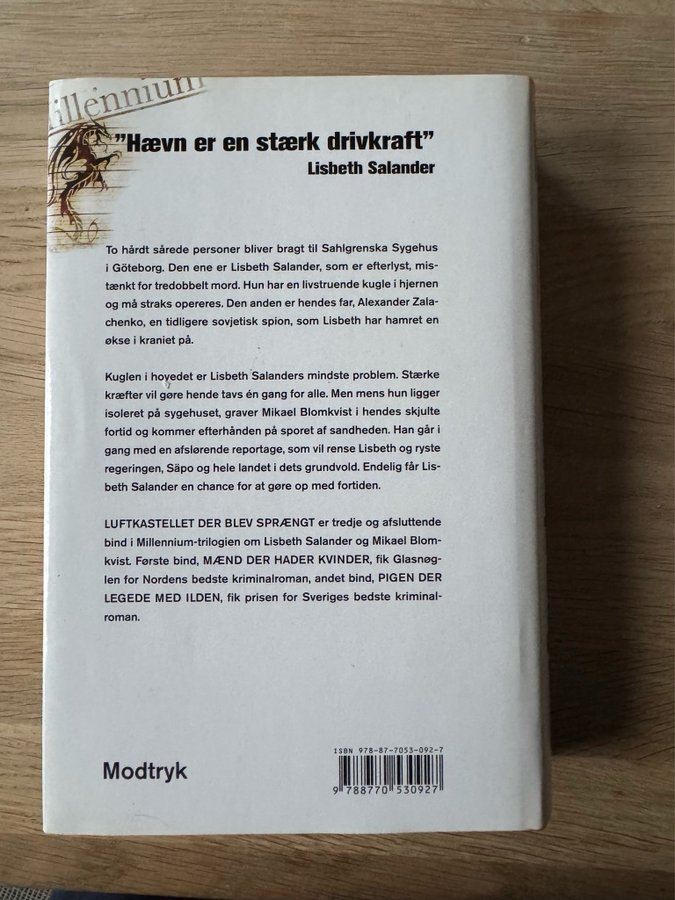 illennium
”Hævn er en stærk drivkraft”
Lisbeth Salander
To hårdt sårede personer bliver bragt til Sahlgrenska Sygehus
i Göteborg. Den ene er Lisbeth Salander, som er efterlyst, mis-
tænkt for tredobbelt mord. Hun har en livstruende kugle i hjernen
og må straks opereres. Den anden er hendes far, Alexander Zala-
chenko, en tidligere sovjetisk spion, som Lisbeth har hamret en
økse i kraniet på.
Kuglen i hovedet er Lisbeth Salanders mindste problem. Stærke
kræfter vil gøre hende tavs én gang for alle. Men mens hun ligger
isoleret på sygehuset, graver Mikael Blomkvist i hendes skjulte
fortid og kommer efterhånden på sporet af sandheden. Han går i
gang med en afslørende reportage, som vil rense Lisbeth og ryste
regeringen, Säpo og hele landet i dets grundvold. Endelig får Lis-
beth Salander en chance for at gøre op med fortiden.
LUFTKASTELLET DER BLEV SPRÆNGT er tredje og afsluttende
bind i Millennium-trilogien om Lisbeth Salander og Mikael Blom-
kvist. Første bind, MÆND DER HADER KVINDER, fik Glasnøg-
len for Nordens bedste kriminalroman, andet bind, PIGEN DER
LEGEDE MED ILDEN, fik prisen for Sveriges bedste kriminal-
roman.
ISBN 978-87-7053-092-7
Modtryk
9 788770 530927